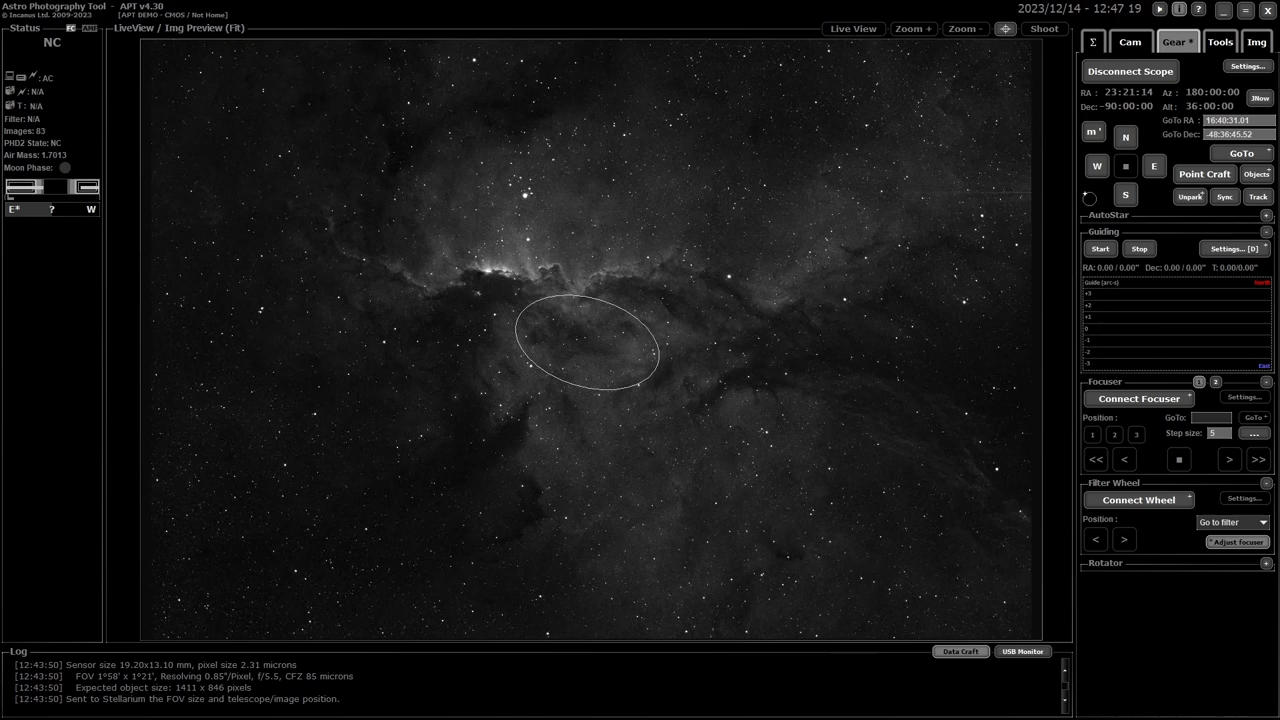 Astro Photography Tool - APT v4.30
© Incanus Ltd. 2009-2023 [APT DEMO - CMOS / Not Home]
2023/12/14 - 12:47 19
i
?
_
=
X
Status
NC
: AC
: N/A
T : N/A
Filter: N/A
Images: 83
PHD2 State: NC
Air Mass: 1.7013
Moon Phase:
E* ? W
LiveView / Img Preview (Fit)
Live View Zoom + Zoom - Shoot
Σ Cam Gear * Tools Img
Disconnect Scope Settings...
RA : 23:21:14 Az : 180:00:00
Dec: -90:00:00 Alt : 36:00:00
JNow
GoTo RA : 16:40:31.01
GoTo Dec: -48:36:45.52
m ' N
W E
S
GoTo +
Point Craft Objects+
Unpark+ Sync Track
AutoStar +
Guiding -
Start Stop Settings... [D] +
RA: 0.00 / 0.00" Dec: 0.00 / 0.00" T: 0.00/0.00"
Guide (arc-s) North
+3
+2
+1
0
-1
-2
-3
East
Focuser 1 2 -
Connect Focuser + Settings...
Position : GoTo: GoTo +
1 2 3 Step size: 5 ...
<< < > >>
Filter Wheel -
Connect Wheel + Settings...
Position : Go to filter
< > * Adjust focuser
Rotator +
Log
Data Craft USB Monitor
[12:43:50] Sensor size 19.20x13.10 mm, pixel size 2.31 microns
[12:43:50] FOV 1°58' x 1°21', Resolving 0.85"/Pixel, f/5.5, CFZ 85 microns
[12:43:50] Expected object size: 1411 x 846 pixels
[12:43:50] Sent to Stellarium the FOV size and telescope/image position.